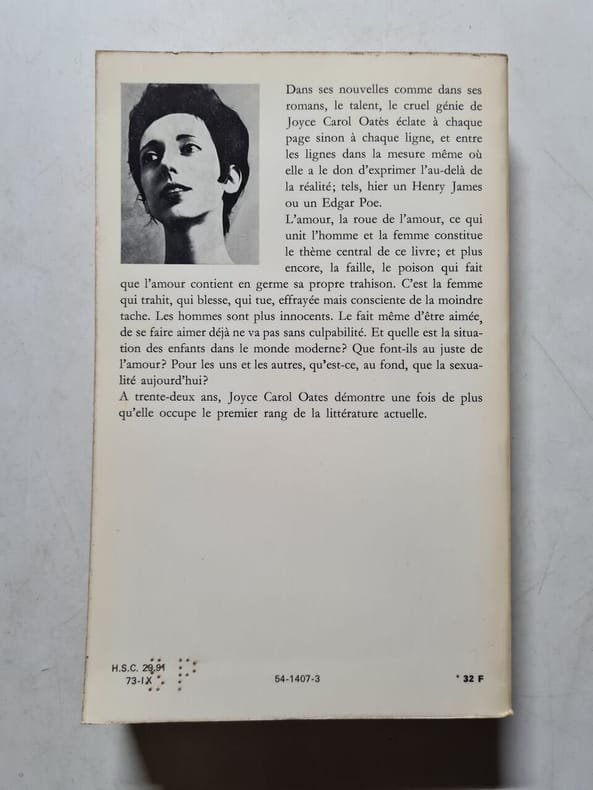 Dans ses nouvelles comme dans ses
romans, le talent, le cruel génie de
Joyce Carol Oatès éclate à chaque
page sinon à chaque ligne, et entre
les lignes dans la mesure même où
elle a le don d'exprimer l'au-delà de
la réalité; tels, hier un Henry James
ou un Edgar Poe.
L'amour, la roue de l'amour, ce qui
unit l'homme et la femme constitue
le thème central de ce livre; et plus
encore, la faille, le poison qui fait
que l'amour contient en germe sa propre trahison. C'est la femme
qui trahit, qui blesse, qui tue, effrayée mais consciente de la moindre
tache. Les hommes sont plus innocents. Le fait même d'être aimée,
de se faire aimer déjà ne va pas sans culpabilité. Et quelle est la situa-
tion des enfants dans le monde moderne? Que font-ils au juste de
l'amour? Pour les uns et les autres, qu'est-ce, au fond, que la sexua-
lité aujourd'hui?
A trente-deux ans, Joyce Carol Oates démontre une fois de plus
qu'elle occupe le premier rang de la littérature actuelle.
H.S.C. 29.91
73-IX
SP
54-1407-3
* 32 F